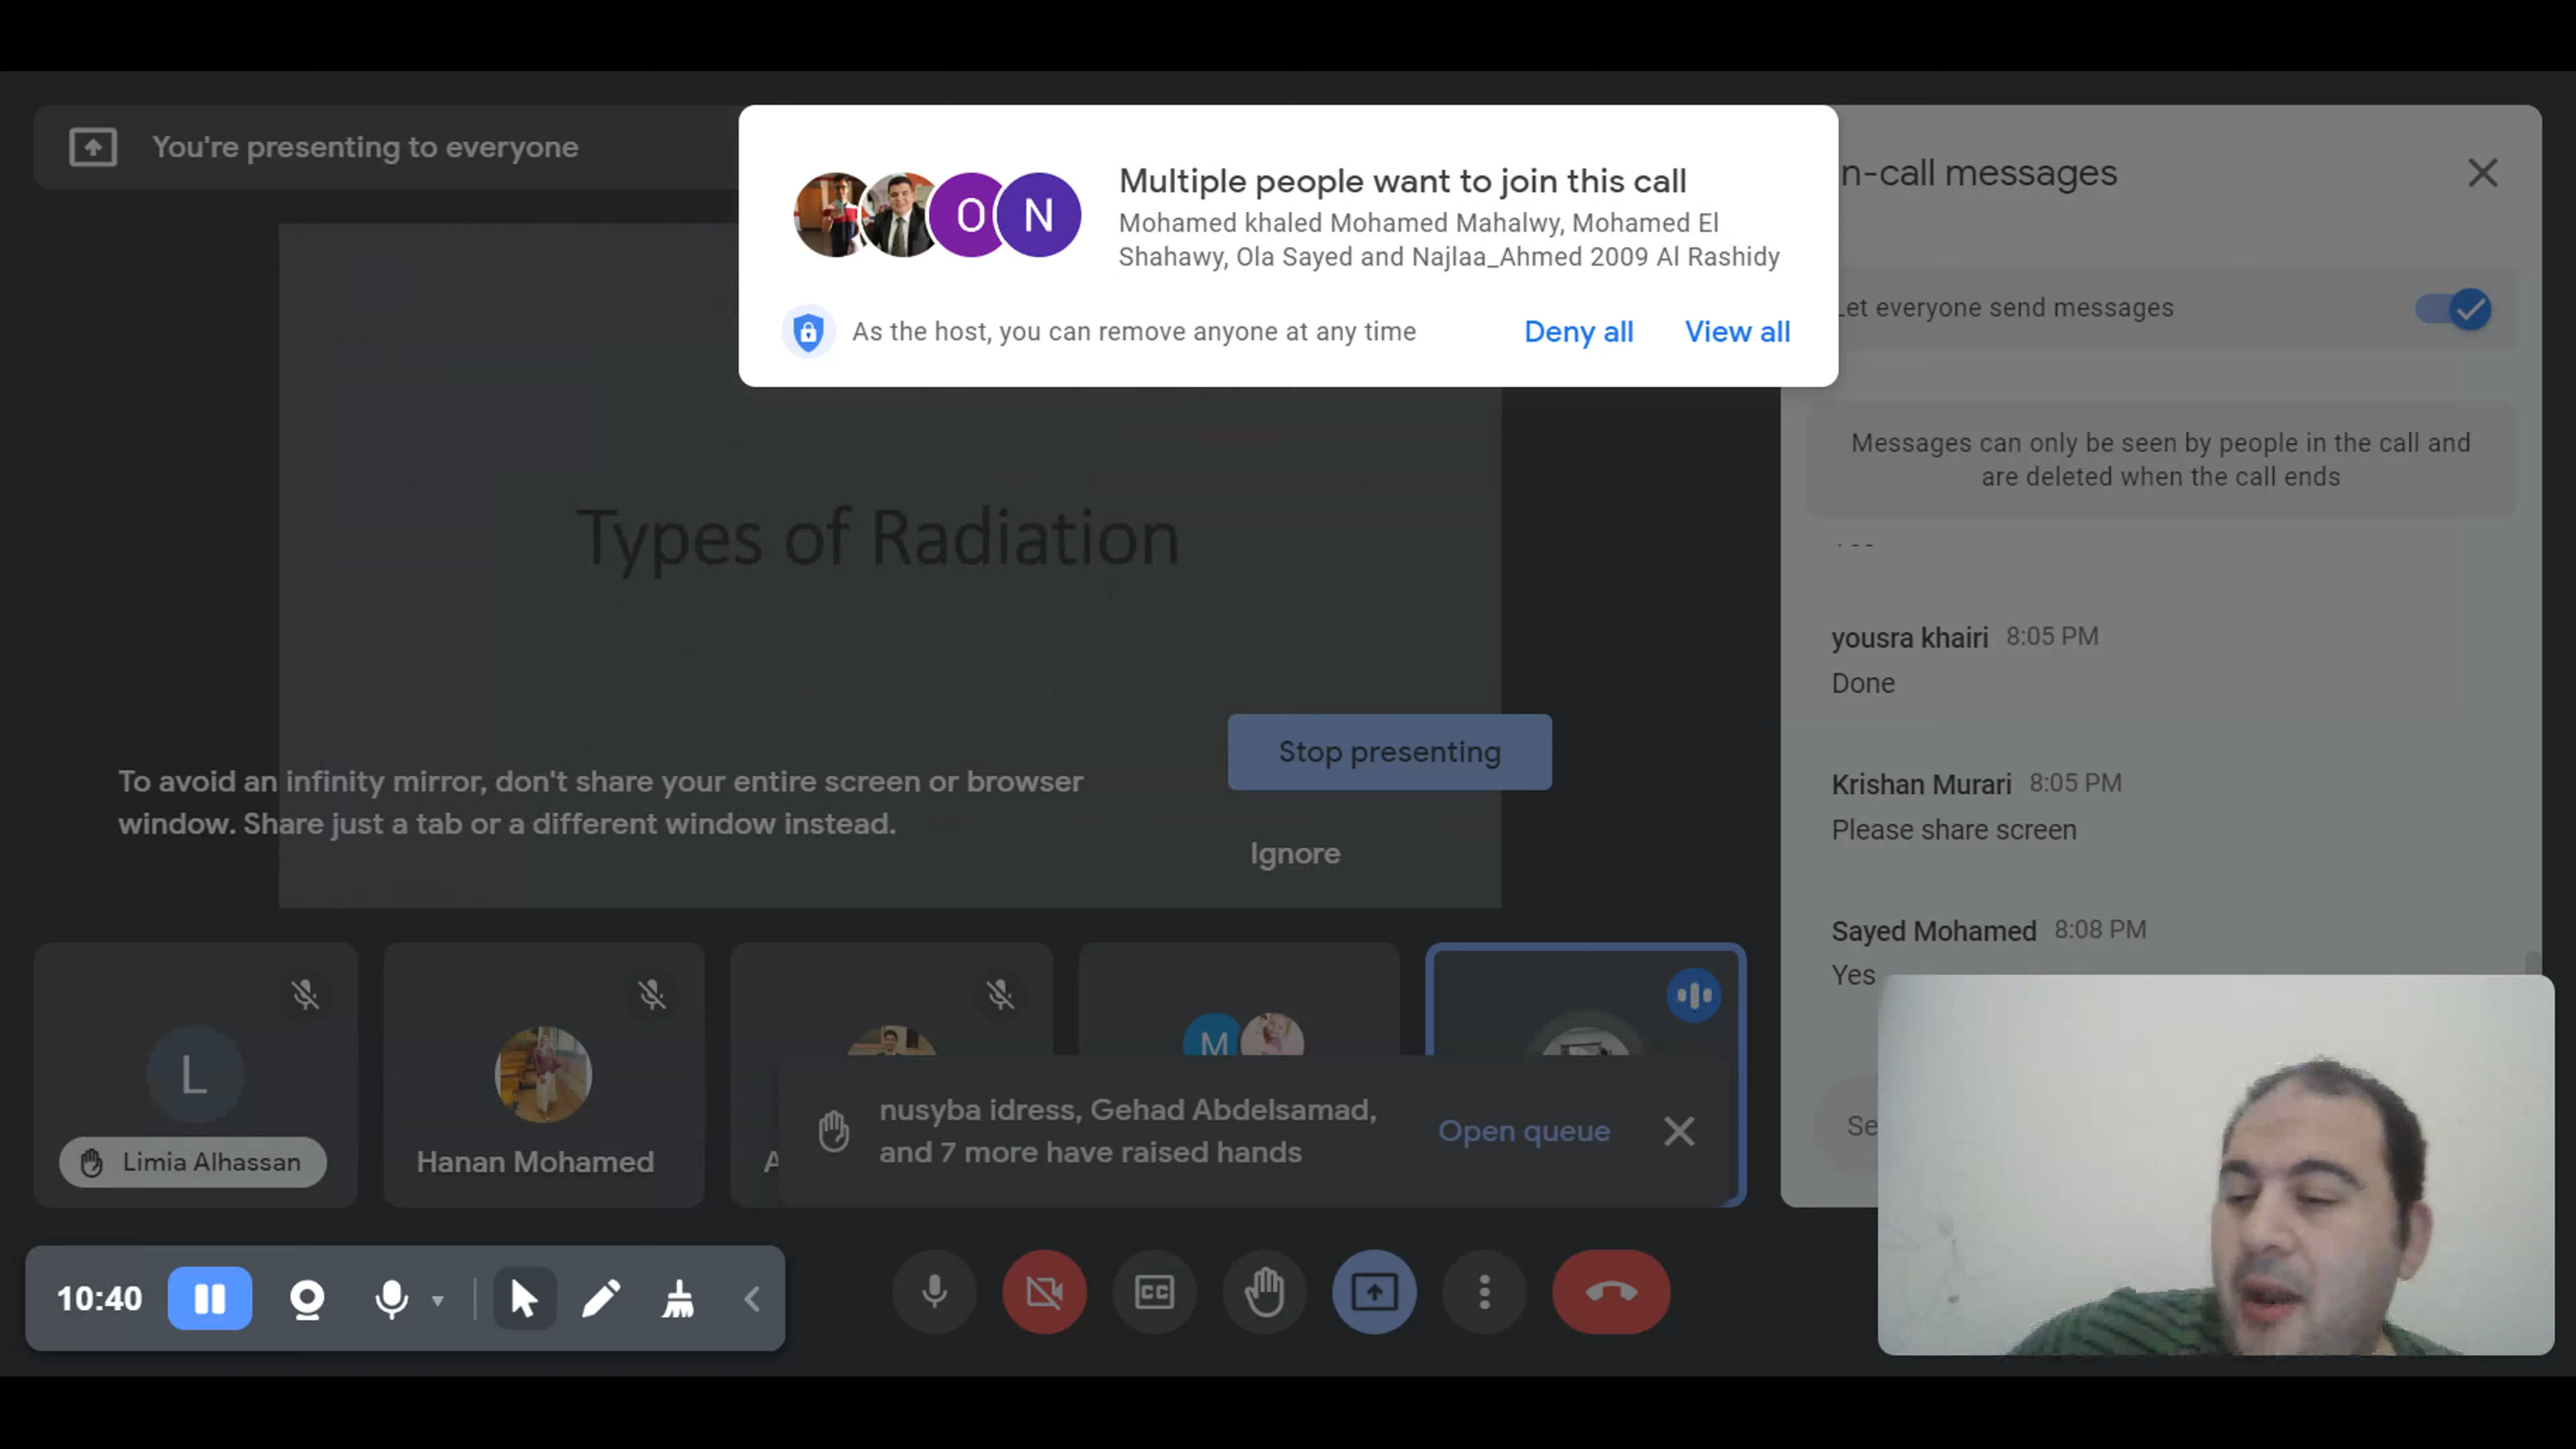 You're presenting to everyone
O
N
Multiple people want to join this call
Mohamed khaled Mohamed Mahalwy, Mohamed El
Shahawy, Ola Sayed and Najlaa_Ahmed 2009 Al Rashidy
As the host, you can remove anyone at any time
Deny all
View all
n-call messages
Let everyone send messages
Messages can only be seen by people in the call and
are deleted when the call ends
yousra khairi 8:05 PM
Done
Krishan Murari 8:05 PM
Please share screen
Sayed Mohamed 8:08 PM
Yes
Se
Types of Radiation
To avoid an infinity mirror, don't share your entire screen or browser
window. Share just a tab or a different window instead.
Stop presenting
Ignore
L
Limia Alhassan
Hanan Mohamed
A
M
nusyba idress, Gehad Abdelsamad,
and 7 more have raised hands
Open queue
10:40
CC